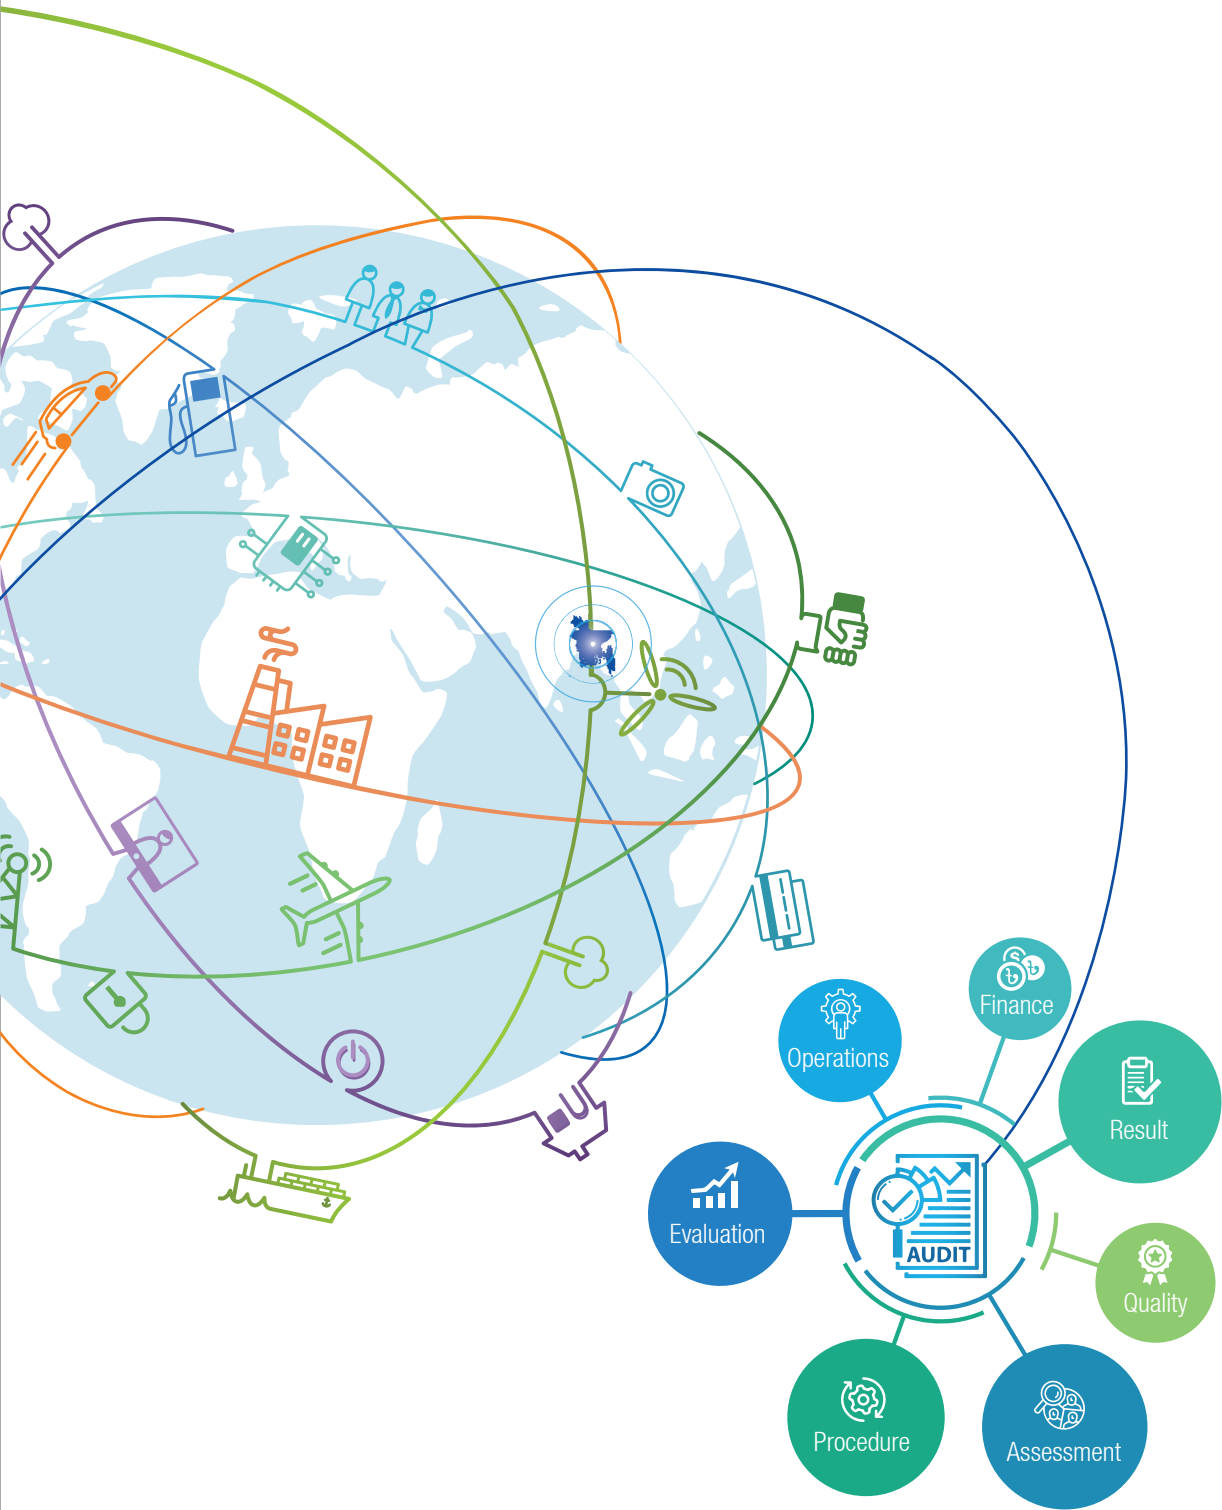 Finance
Operations
Result
Evaluation
AUDIT
Quality
Procedure
Assessment